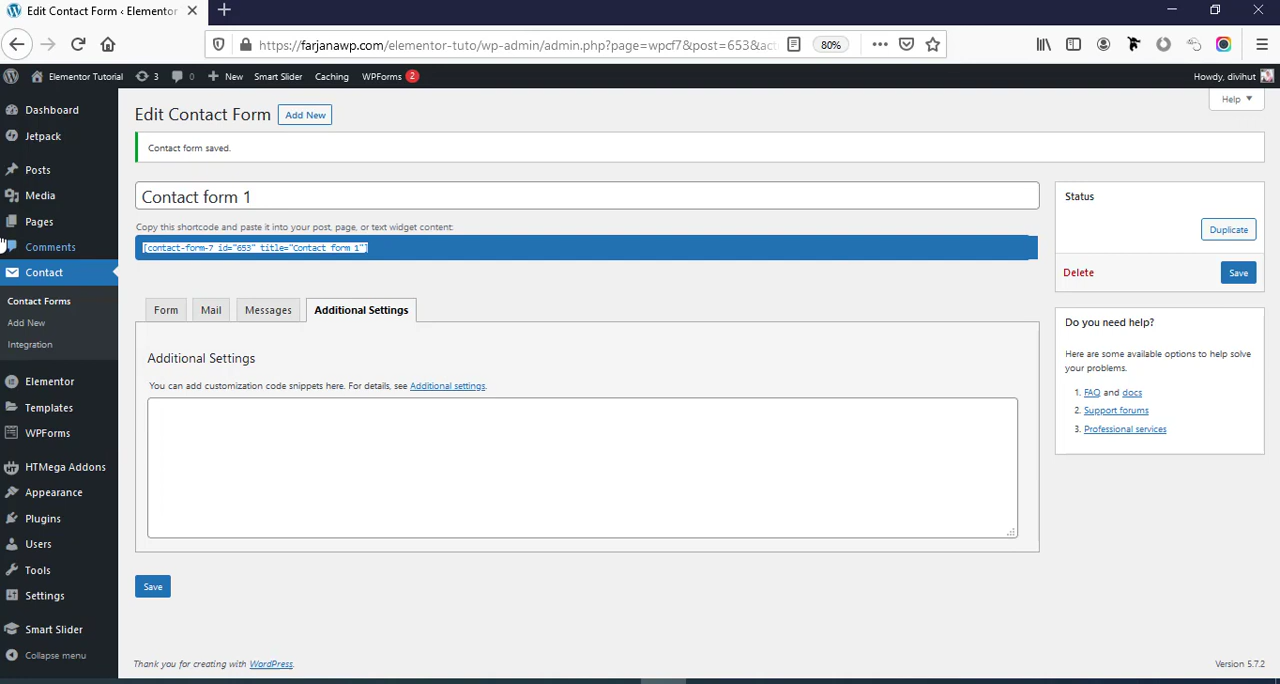 Edit Contact Form ‹ Elementor
https://farjanawp.com/elementor-tuto/wp-admin/admin.php?page=wpcf7&post=653&act
80%
Elementor Tutorial
3
0
New
Smart Slider
Caching
WPForms
2
Howdy, divihut
Dashboard
Jetpack
Posts
Media
Pages
Comments
Contact
Contact Forms
Add New
Integration
Elementor
Templates
WPForms
HTMega Addons
Appearance
Plugins
Users
Tools
Settings
Smart Slider
Collapse menu
Help
Edit Contact Form
Add New
Contact form saved.
Contact form 1
Copy this shortcode and paste it into your post, page, or text widget content:
[contact-form-7 id="653" title="Contact form 1"]
Form
Mail
Messages
Additional Settings
Additional Settings
You can add customization code snippets here. For details, see Additional settings.
Save
Status
Duplicate
Delete
Save
Do you need help?
Here are some available options to help solve
your problems.
1. FAQ and docs
2. Support forums
3. Professional services
Thank you for creating with WordPress.
Version 5.7.2